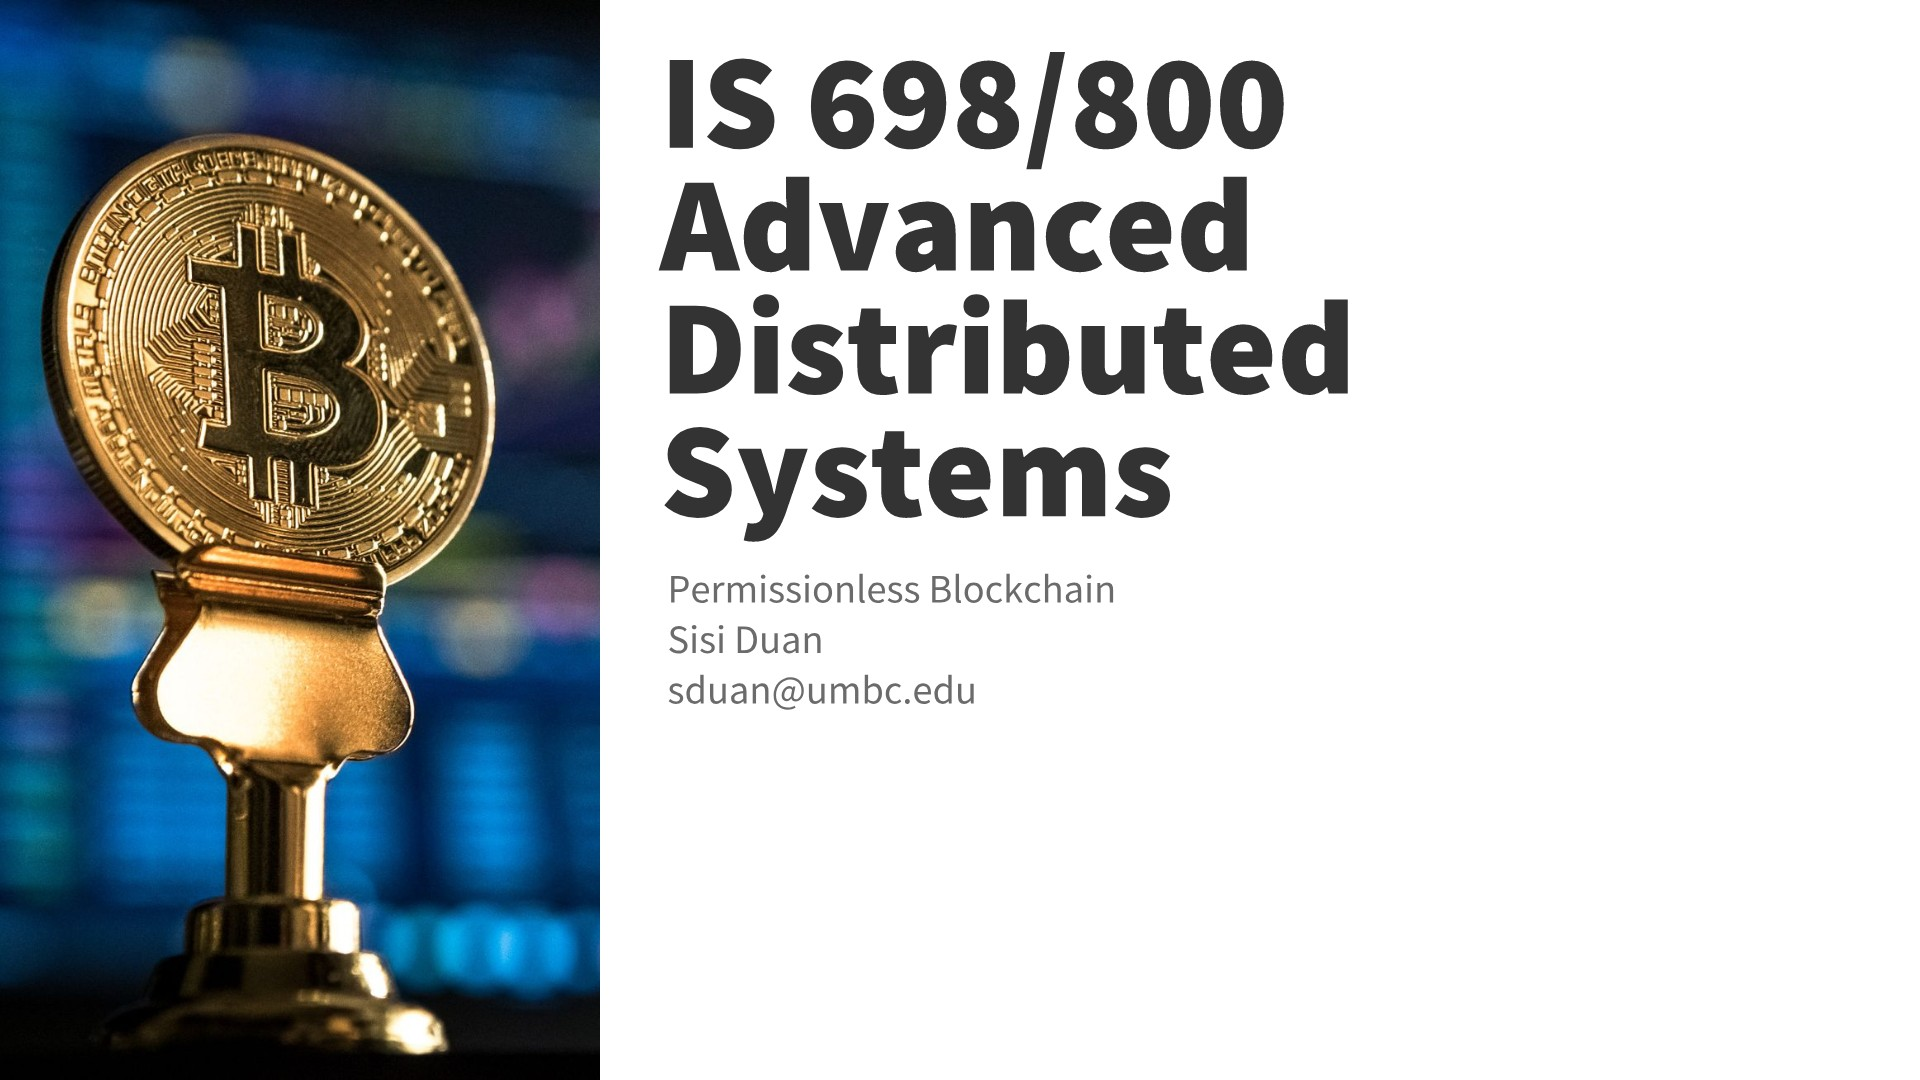 IS 698/800
Advanced
Distributed
Systems
Permissionless Blockchain
Sisi Duan
sduan@umbc.edu